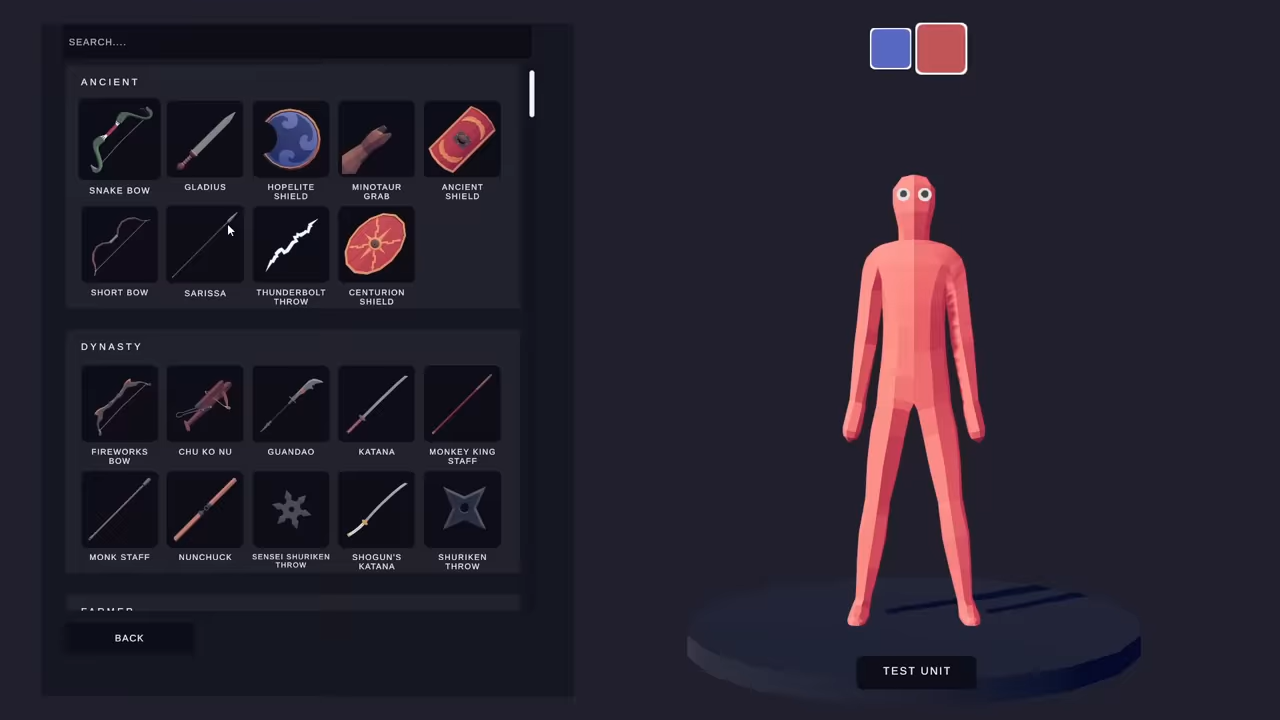 SEARCH....
ANCIENT
SNAKE BOW
GLADIUS
HOPELITE
SHIELD
MINOTAUR
GRAB
ANCIENT
SHIELD
SHORT BOW
SARISSA
THUNDERBOLT
THROW
CENTURION
SHIELD
DYNASTY
FIREWORKS
BOW
CHU KO NU
GUANDAO
KATANA
MONKEY KING
STAFF
MONK STAFF
NUNCHUCK
SENSEI SHURIKEN
THROW
SHOGUN'S
KATANA
SHURIKEN
THROW
FARMER
BACK
TEST UNIT